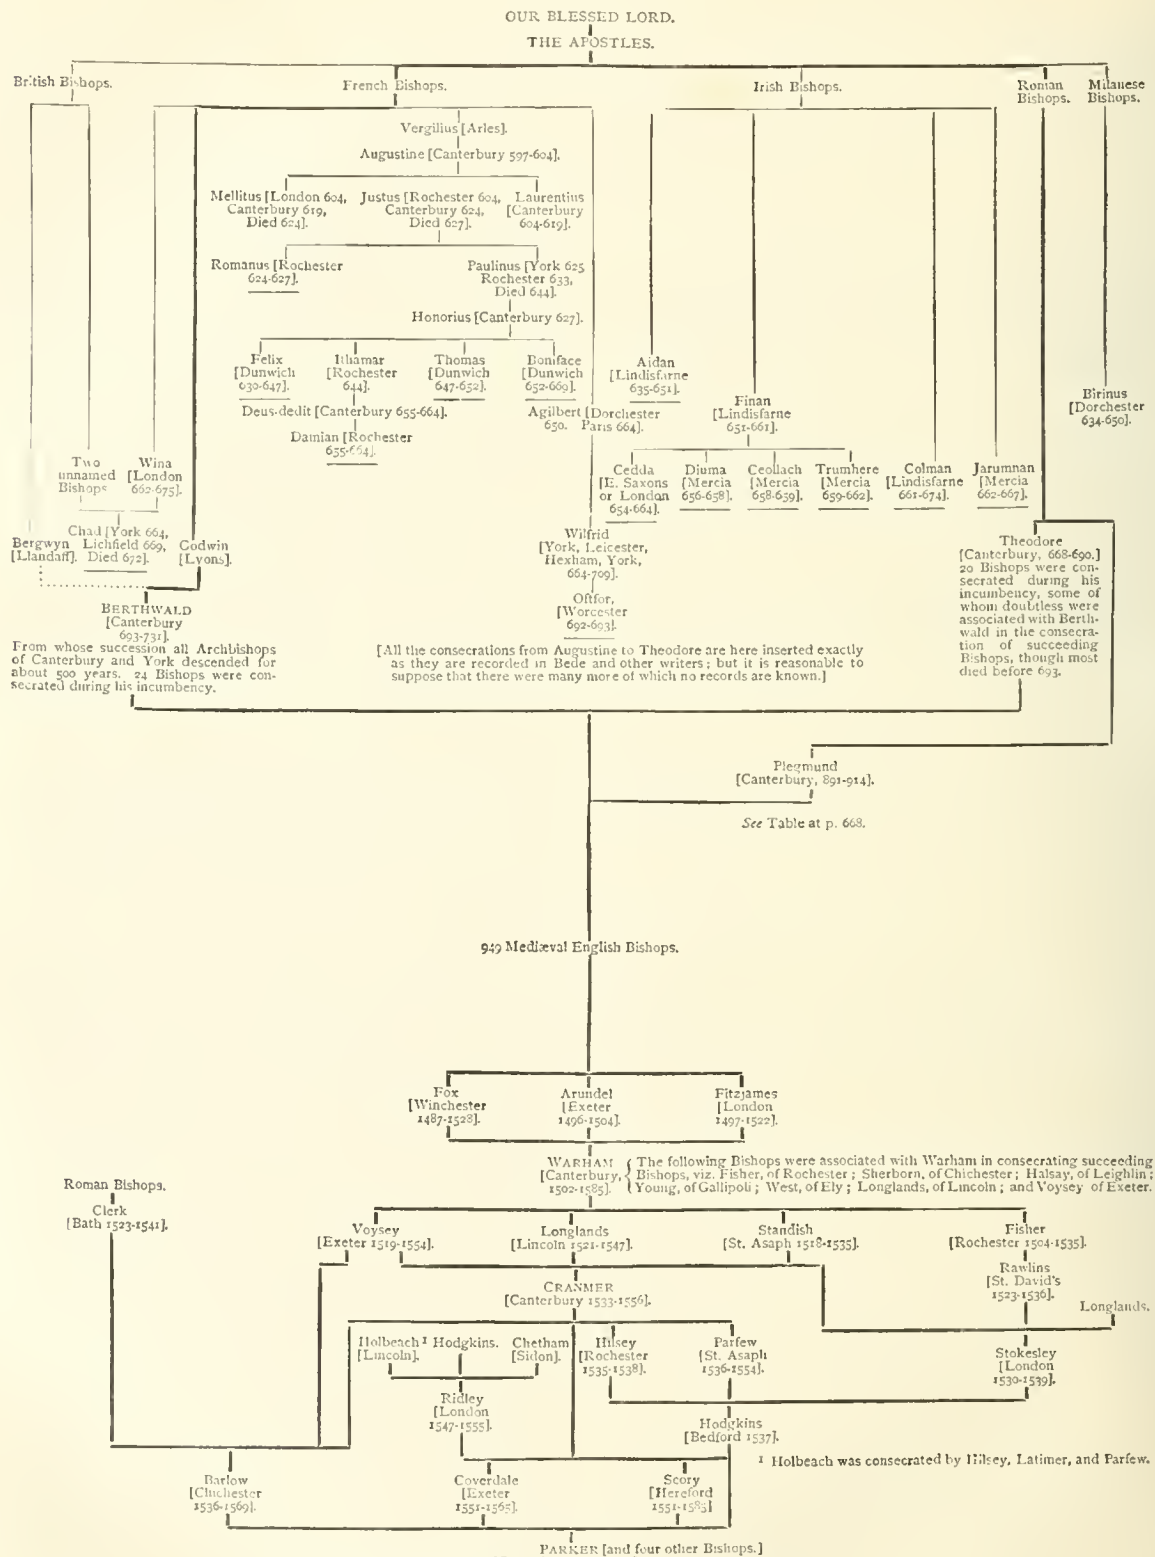 OUR BLESSED LORD.
THE APOSTLES.
British Bishops.
French Bishops.
Irish Bishops.
Roman
Bishops.
Milanese
Bishops.
Vergilius [Arles].
Augustine [Canterbury 597-604].
Mellitus [London 604,
Canterbury 619,
Died 624].
Justus [Rochester 604,
Canterbury 624,
Died 627].
Laurentius
[Canterbury
604-619].
Romanus [Rochester
624-627].
Paulinus [York 625
Rochester 633,
Died 644].
Honorius [Canterbury 627].
Felix
[Dunwich
630-647].
Ithamar
[Rochester
644].
Thomas
[Dunwich
647-652].
Boniface
[Dunwich
652-669].
Aidan
[Lindisfarne
635-651].
Finan
[Lindisfarne
651-661].
Birinus
[Dorchester
634-650].
Deus-dedit [Canterbury 655-664].
Agilbert [Dorchester
650. Paris 664].
Damian [Rochester
655-664].
Two
unnamed
Bishops
Wina
[London
662-675].
Cedda
[E. Saxons
or London
654-664].
Diuma
[Mercia
656-658].
Ceollach
[Mercia
658-659].
Trumhere
[Mercia
659-662].
Colman
[Lindisfarne
661-674].
Jarumnan
[Mercia
662-667].
Bergwyn
[Llandaff].
Chad [York 664,
Lichfield 669,
Died 672].
Godwin
[Lyons].
Wilfrid
[York, Leicester,
Hexham, York,
664-709].
Theodore
[Canterbury, 668-690.]
20 Bishops were con-
secrated during his
incumbency, some of
whom doubtless were
associated with Berth-
wald in the consecra-
tion of succeeding
Bishops, though most
died before 693.
Oftfor,
[Worcester
692-693].
BERTHWALD
[Canterbury
693-731].
From whose succession all Archbishops
of Canterbury and York descended for
about 500 years. 24 Bishops were con-
secrated during his incumbency.
[All the consecrations from Augustine to Theodore are here inserted exactly
as they are recorded in Bede and other writers; but it is reasonable to
suppose that there were many more of which no records are known.]
Plegmund
[Canterbury, 891-914].
See Table at p. 668.
949 Mediæval English Bishops.
Fox
[Winchester
1487-1528].
Arundel
[Exeter
1496-1504].
Fitzjames
[London
1497-1522].
WARHAM
[Canterbury,
1502-1585].
The following Bishops were associated with Warham in consecrating succeeding
Bishops, viz. Fisher, of Rochester; Sherborn, of Chichester; Halsay, of Leighlin;
Young, of Gallipoli; West, of Ely; Longlands, of Lincoln; and Voysey of Exeter.
Roman Bishops.
Clerk
[Bath 1523-1541].
Voysey
[Exeter 1519-1554].
Longlands
[Lincoln 1521-1547].
Standish
[St. Asaph 1518-1535].
Fisher
[Rochester 1504-1535].
Rawlins
[St. David's
1523-1536].
Longlands.
CRANMER
[Canterbury 1533-1556].
Holbeach 1
[Lincoln].
Hodgkins.
Chetham
[Sidon].
Hilsey
[Rochester
1535-1538].
Parfew
[St. Asaph
1536-1554].
Stokesley
[London
1530-1539].
Ridley
[London
1547-1555].
Hodgkins
[Bedford 1537].
1 Holbeach was consecrated by Hilsey, Latimer, and Parfew.
Barlow
[Chichester
1536-1569].
Coverdale
[Exeter
1551-1565].
Scory
[Hereford
1551-1585]
PARKER [and four other Bishops.]